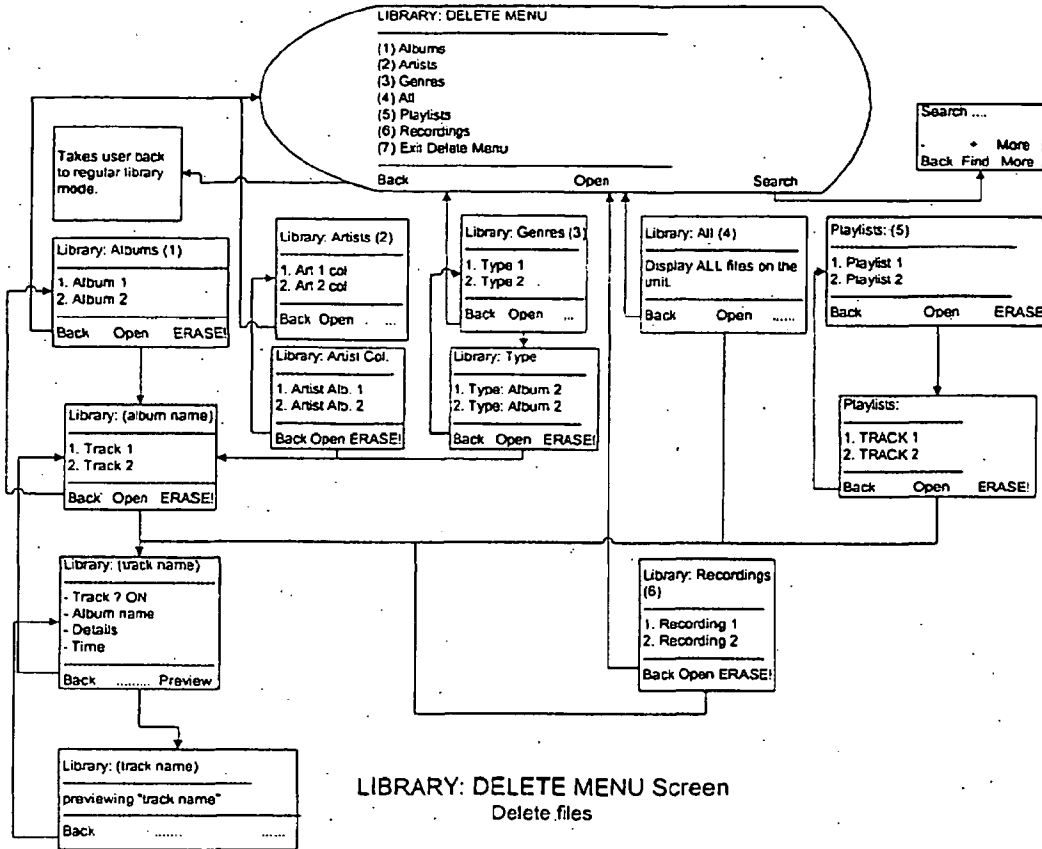 LIBRARY: DELETE MENU
(1) Albums
(2) Artists
(3) Genres
(4) All
(5) Playlists
(6) Recordings
(7) Exit Delete Menu
Back Open Search
Search ....
- + More
Back Find More
Takes user back
to regular library
mode.
Library: Albums (1)
1. Album 1
2. Album 2
Back Open ERASE!
Library: Artists (2)
1. Art 1 col
2. Art 2 col
Back Open . ...
Library: Genres (3)
1. Type 1
2. Type 2
Back Open ...
Library: All (4)
Display ALL files on the
unit.
Back Open ......
Playlists: (5)
1. Playlist 1
2. Playlist 2
Back Open ERASE
Library: Artist Col.
1. Artist Alb. 1
2. Artist Alb. 2
Back Open ERASE!
Library: Type
1. Type: Album 2
2. Type: Album 2
Back Open ERASE!
Playlists:
1. TRACK 1
2. TRACK 2
Back Open ERASE!
Library: (album name)
1. Track 1
2. Track 2
Back Open ERASE!
Library: (track name)
- Track ? ON
- Album name
- Details
- Time
Back ......... Preview
Library: Recordings
(6)
1. Recording 1
2. Recording 2
Back Open ERASE!
Library: (track name)
previewing "track name"
Back ....... ......
LIBRARY: DELETE MENU Screen
Delete files